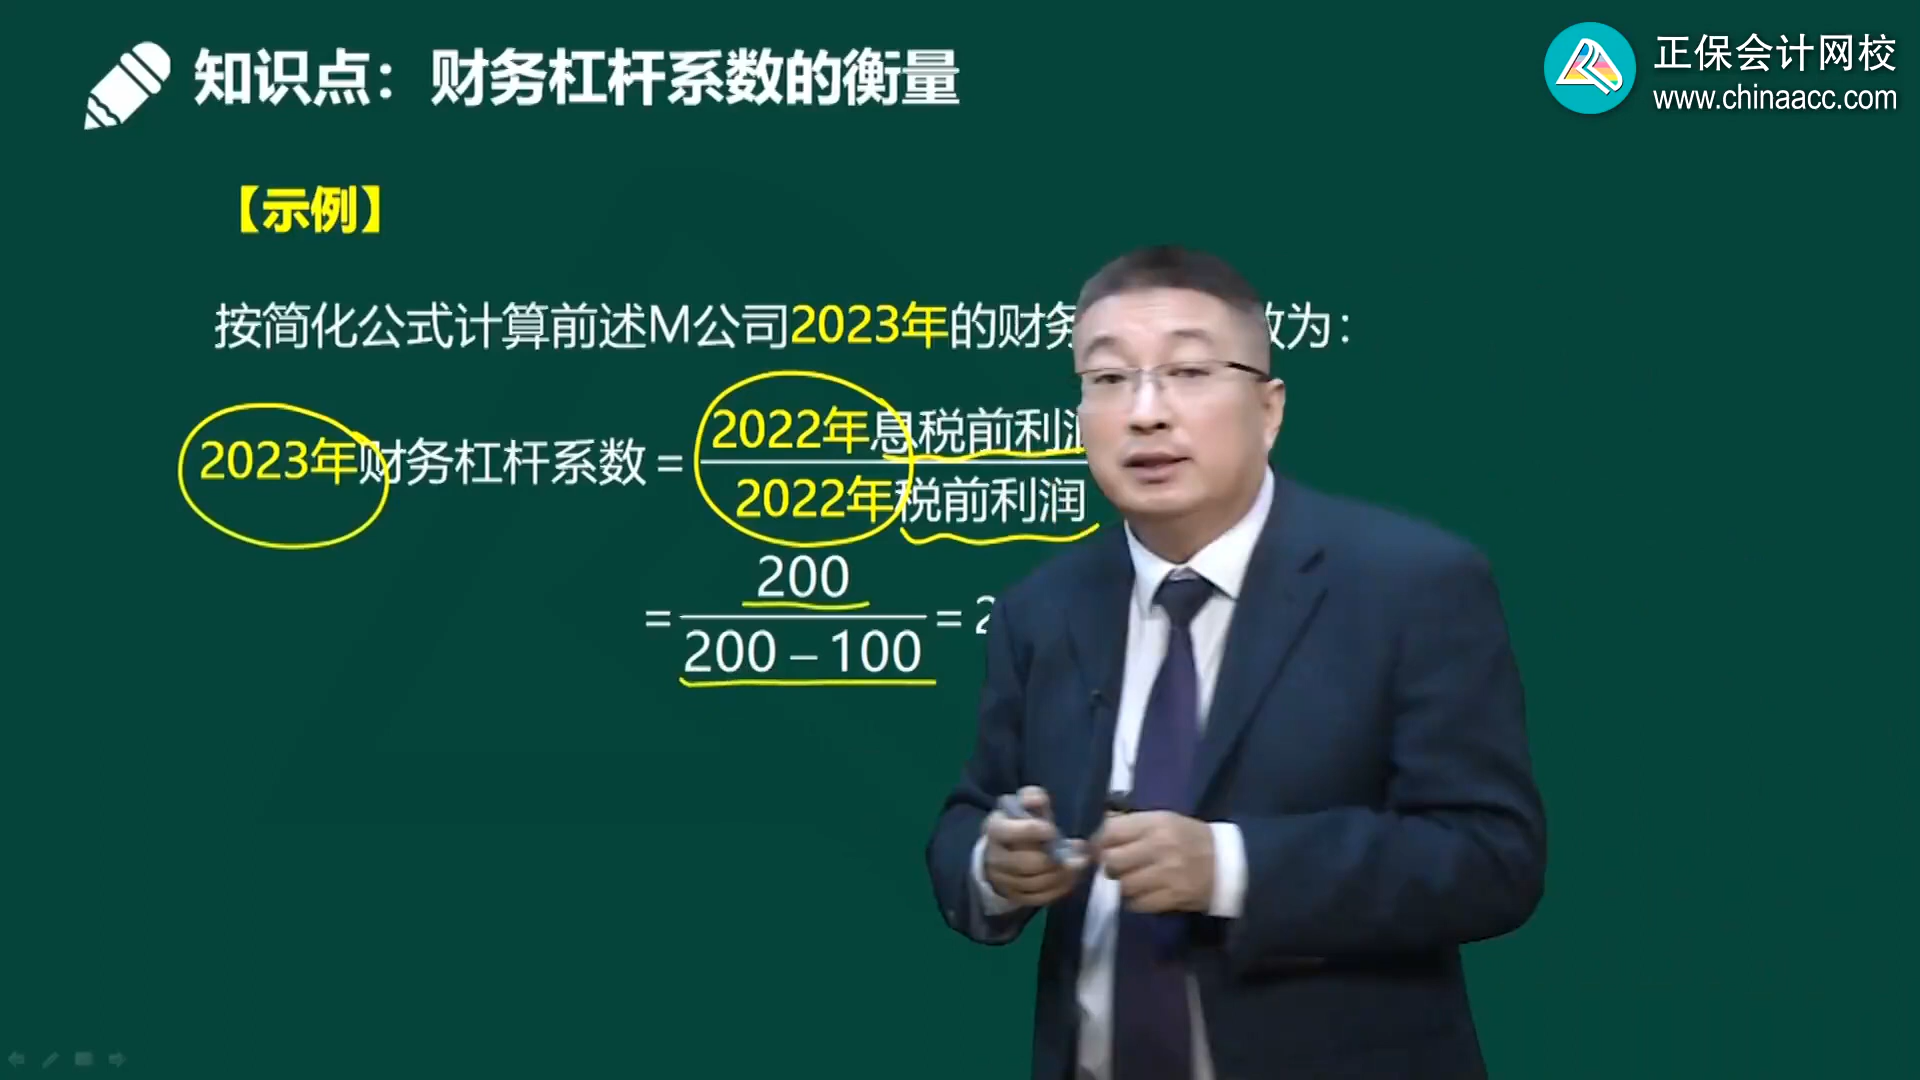 知识点：财务杠杆系数的衡量
正保会计网校
www.chinaacc.com
【示例】
按简化公式计算前述M公司2023年的财务 数为：
2023年财务杠杆系数＝
2022年息税前利润
2022年税前利润
＝ 200 ＝2
200－100